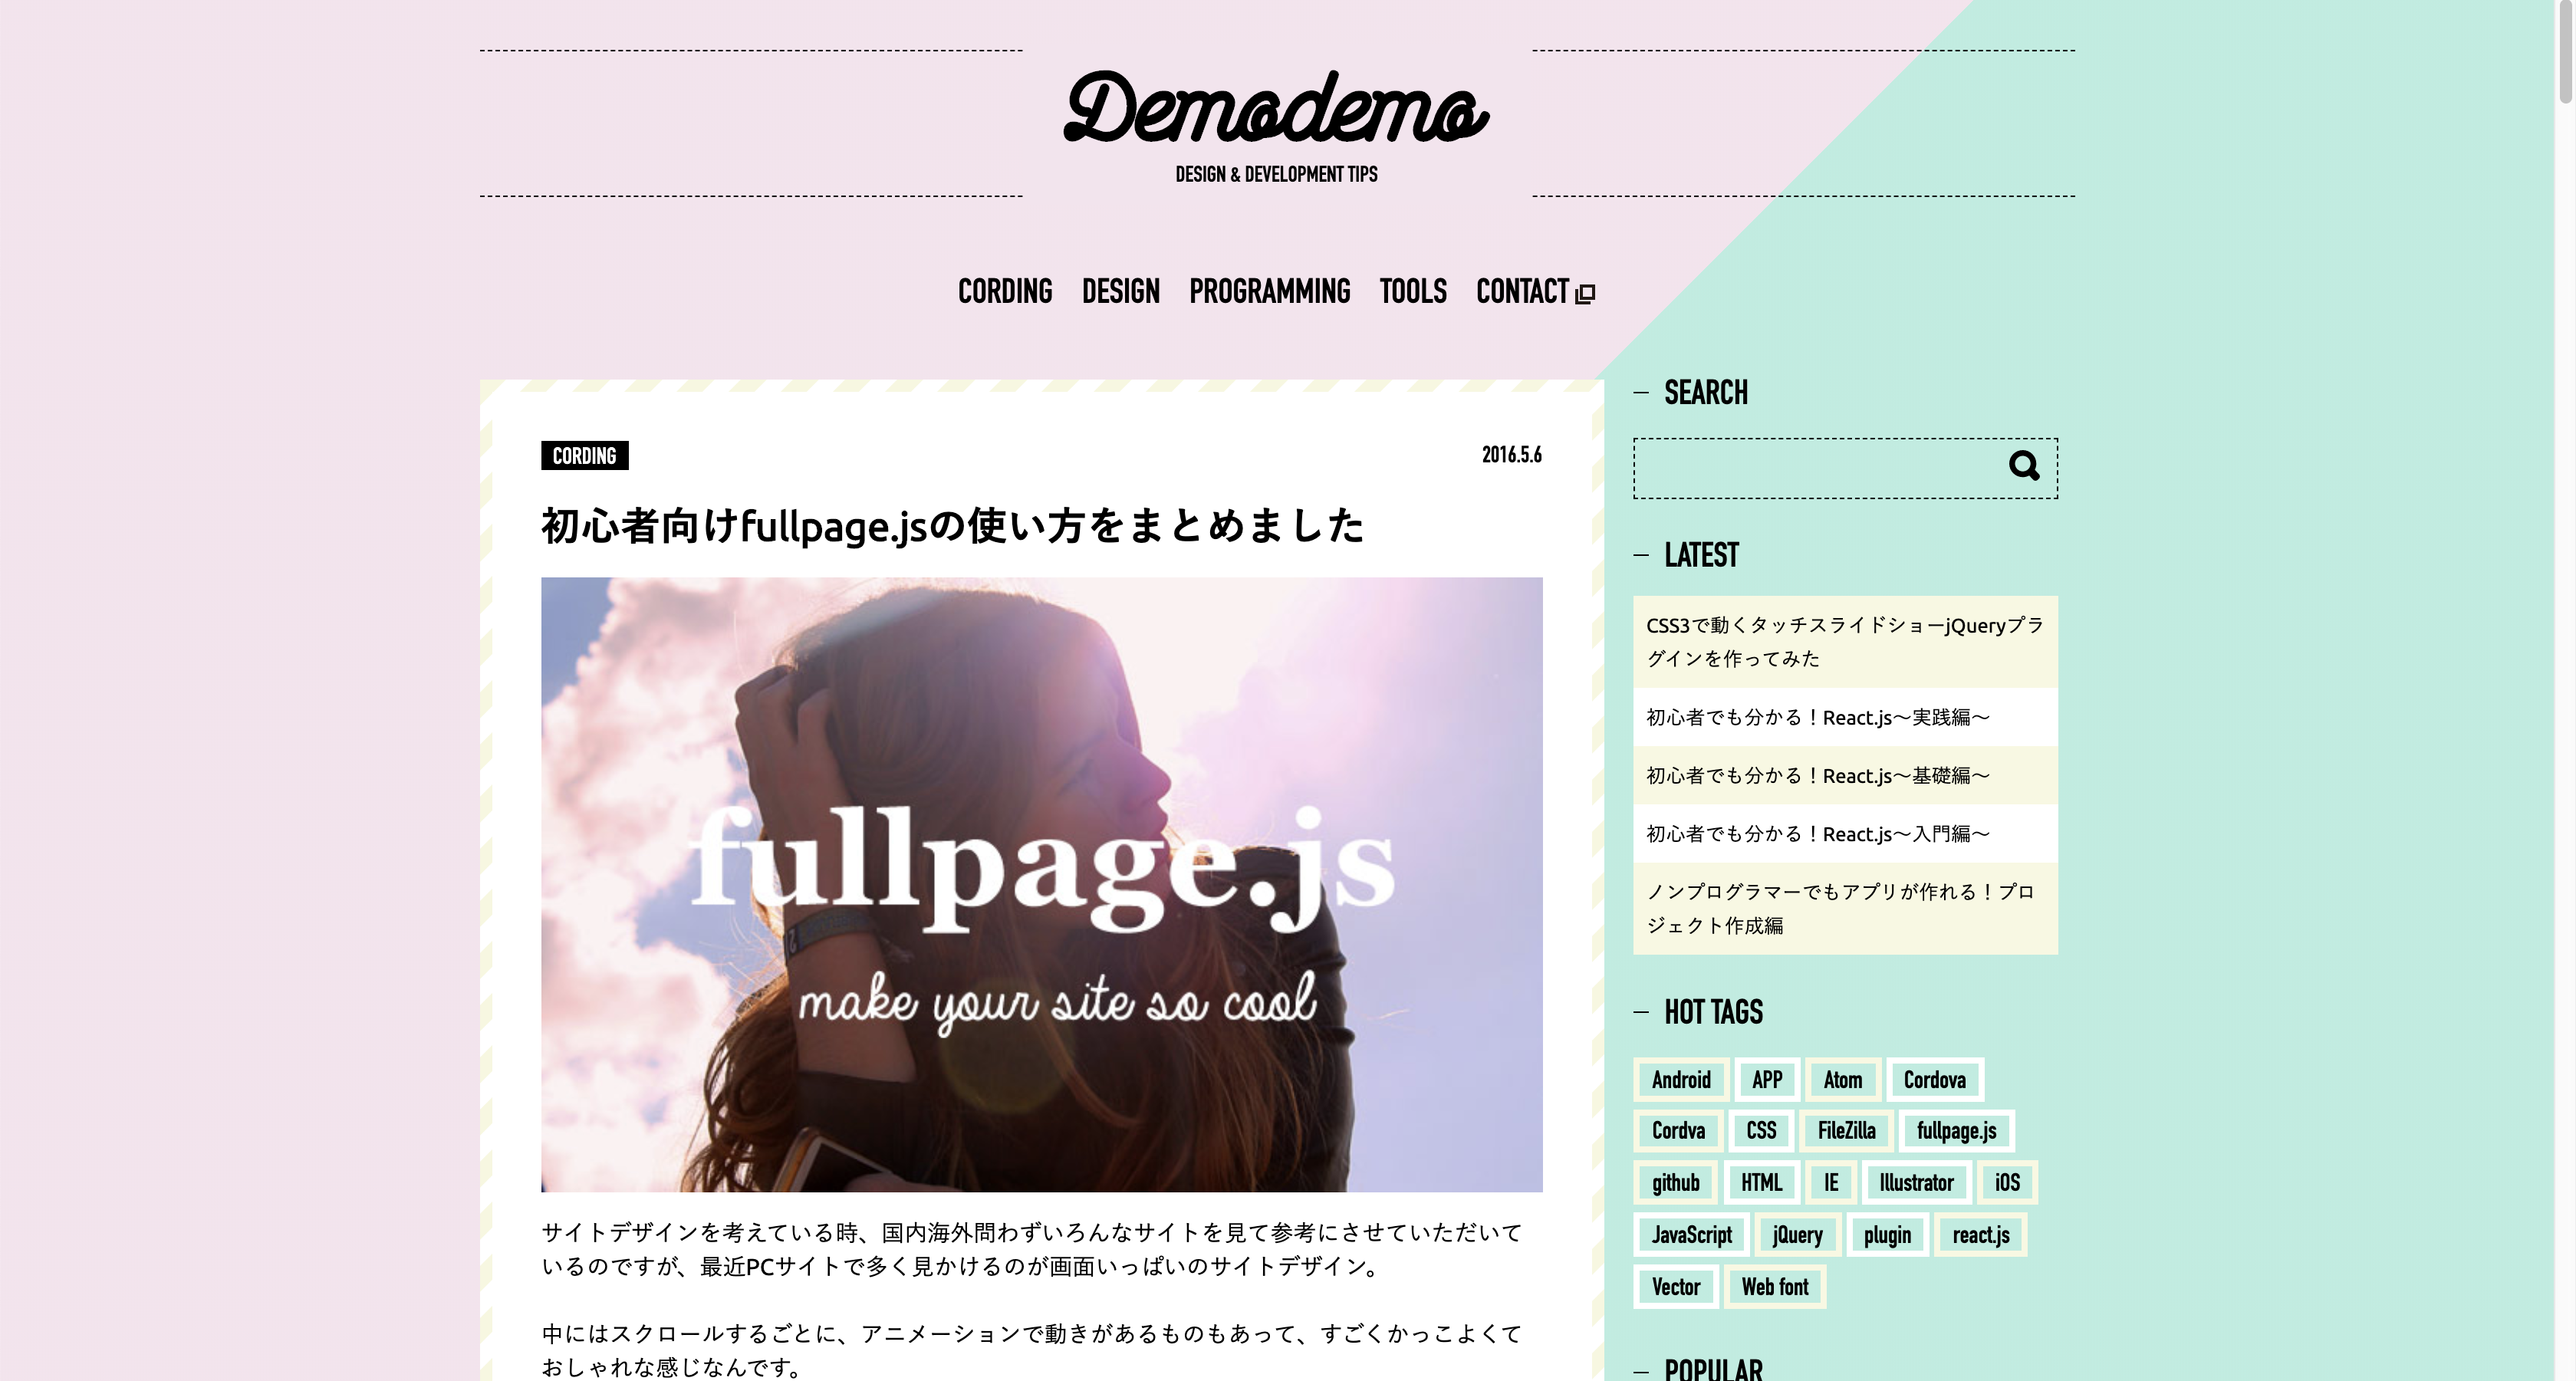 Demodemo
DESIGN & DEVELOPMENT TIPS
CORDING DESIGN PROGRAMMING TOOLS CONTACT
CORDING
2016.5.6
初心者向けfullpage.jsの使い方をまとめました
fullpage.js
make your site so cool
サイトデザインを考えている時、国内海外問わずいろんなサイトを見て参考にさせていただいて
いるのですが、最近PCサイトで多く見かけるのが画面いっぱいのサイトデザイン。
中にはスクロールするごとに、アニメーションで動きがあるものもあって、すごくかっこよくて
おしゃれな感じなんです。
SEARCH
LATEST
CSS3で動くタッチスライドショーjQueryプラ
グインを作ってみた
初心者でも分かる！React.js〜実践編〜
初心者でも分かる！React.js〜基礎編〜
初心者でも分かる！React.js〜入門編〜
ノンプログラマーでもアプリが作れる！プロ
ジェクト作成編
HOT TAGS
Android APP Atom Cordova
Cordva CSS FileZilla fullpage.js
github HTML IE Illustrator iOS
JavaScript jQuery plugin react.js
Vector Web font
POPULAR